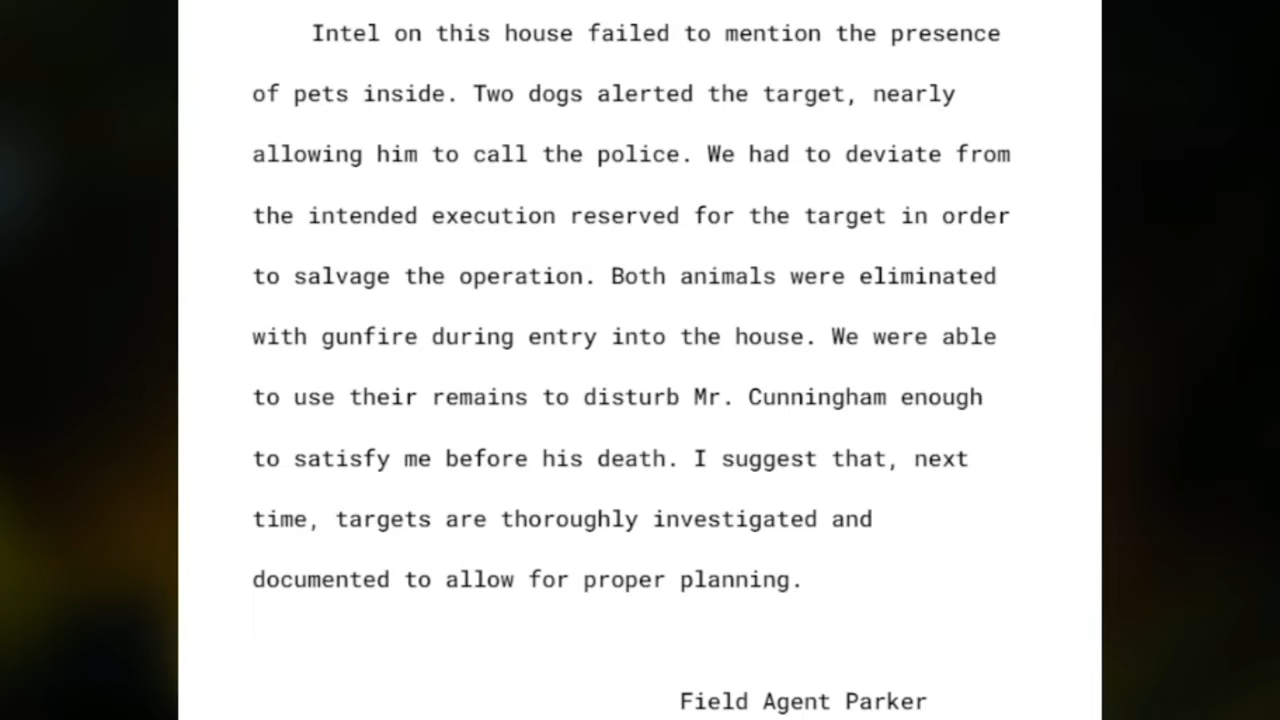 Intel on this house failed to mention the presence
of pets inside. Two dogs alerted the target, nearly
allowing him to call the police. We had to deviate from
the intended execution reserved for the target in order
to salvage the operation. Both animals were eliminated
with gunfire during entry into the house. We were able
to use their remains to disturb Mr. Cunningham enough
to satisfy me before his death. I suggest that, next
time, targets are thoroughly investigated and
documented to allow for proper planning.
Field Agent Parker